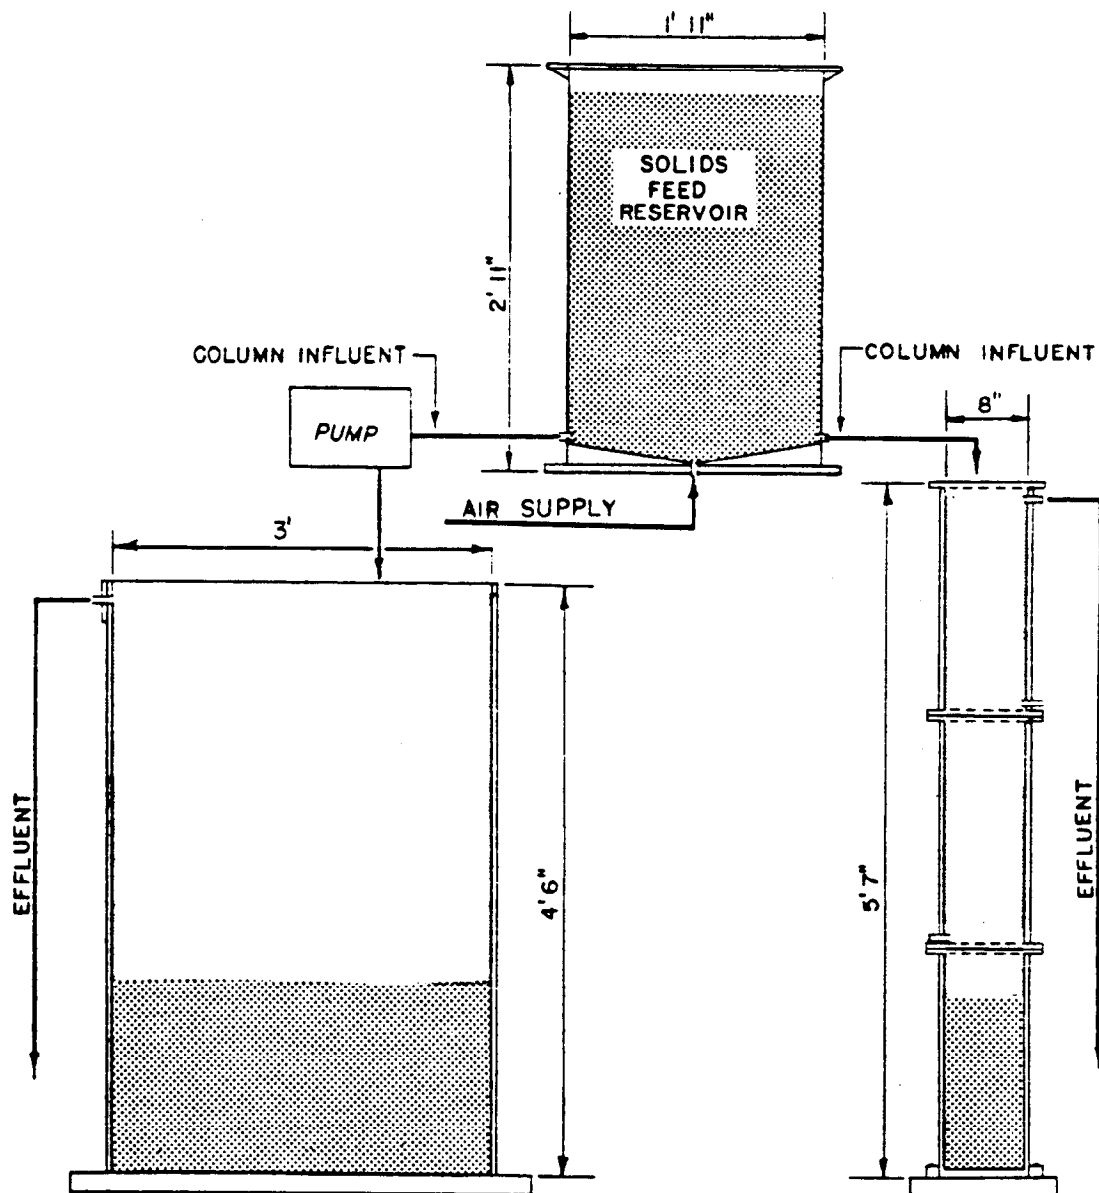 1' 11"
SOLIDS
FEED
RESERVOIR
2' 11"
COLUMN INFLUENT
COLUMN INFLUENT
PUMP
8"
AIR SUPPLY
3'
EFFLUENT
4'6"
5'7"
EFFLUENT